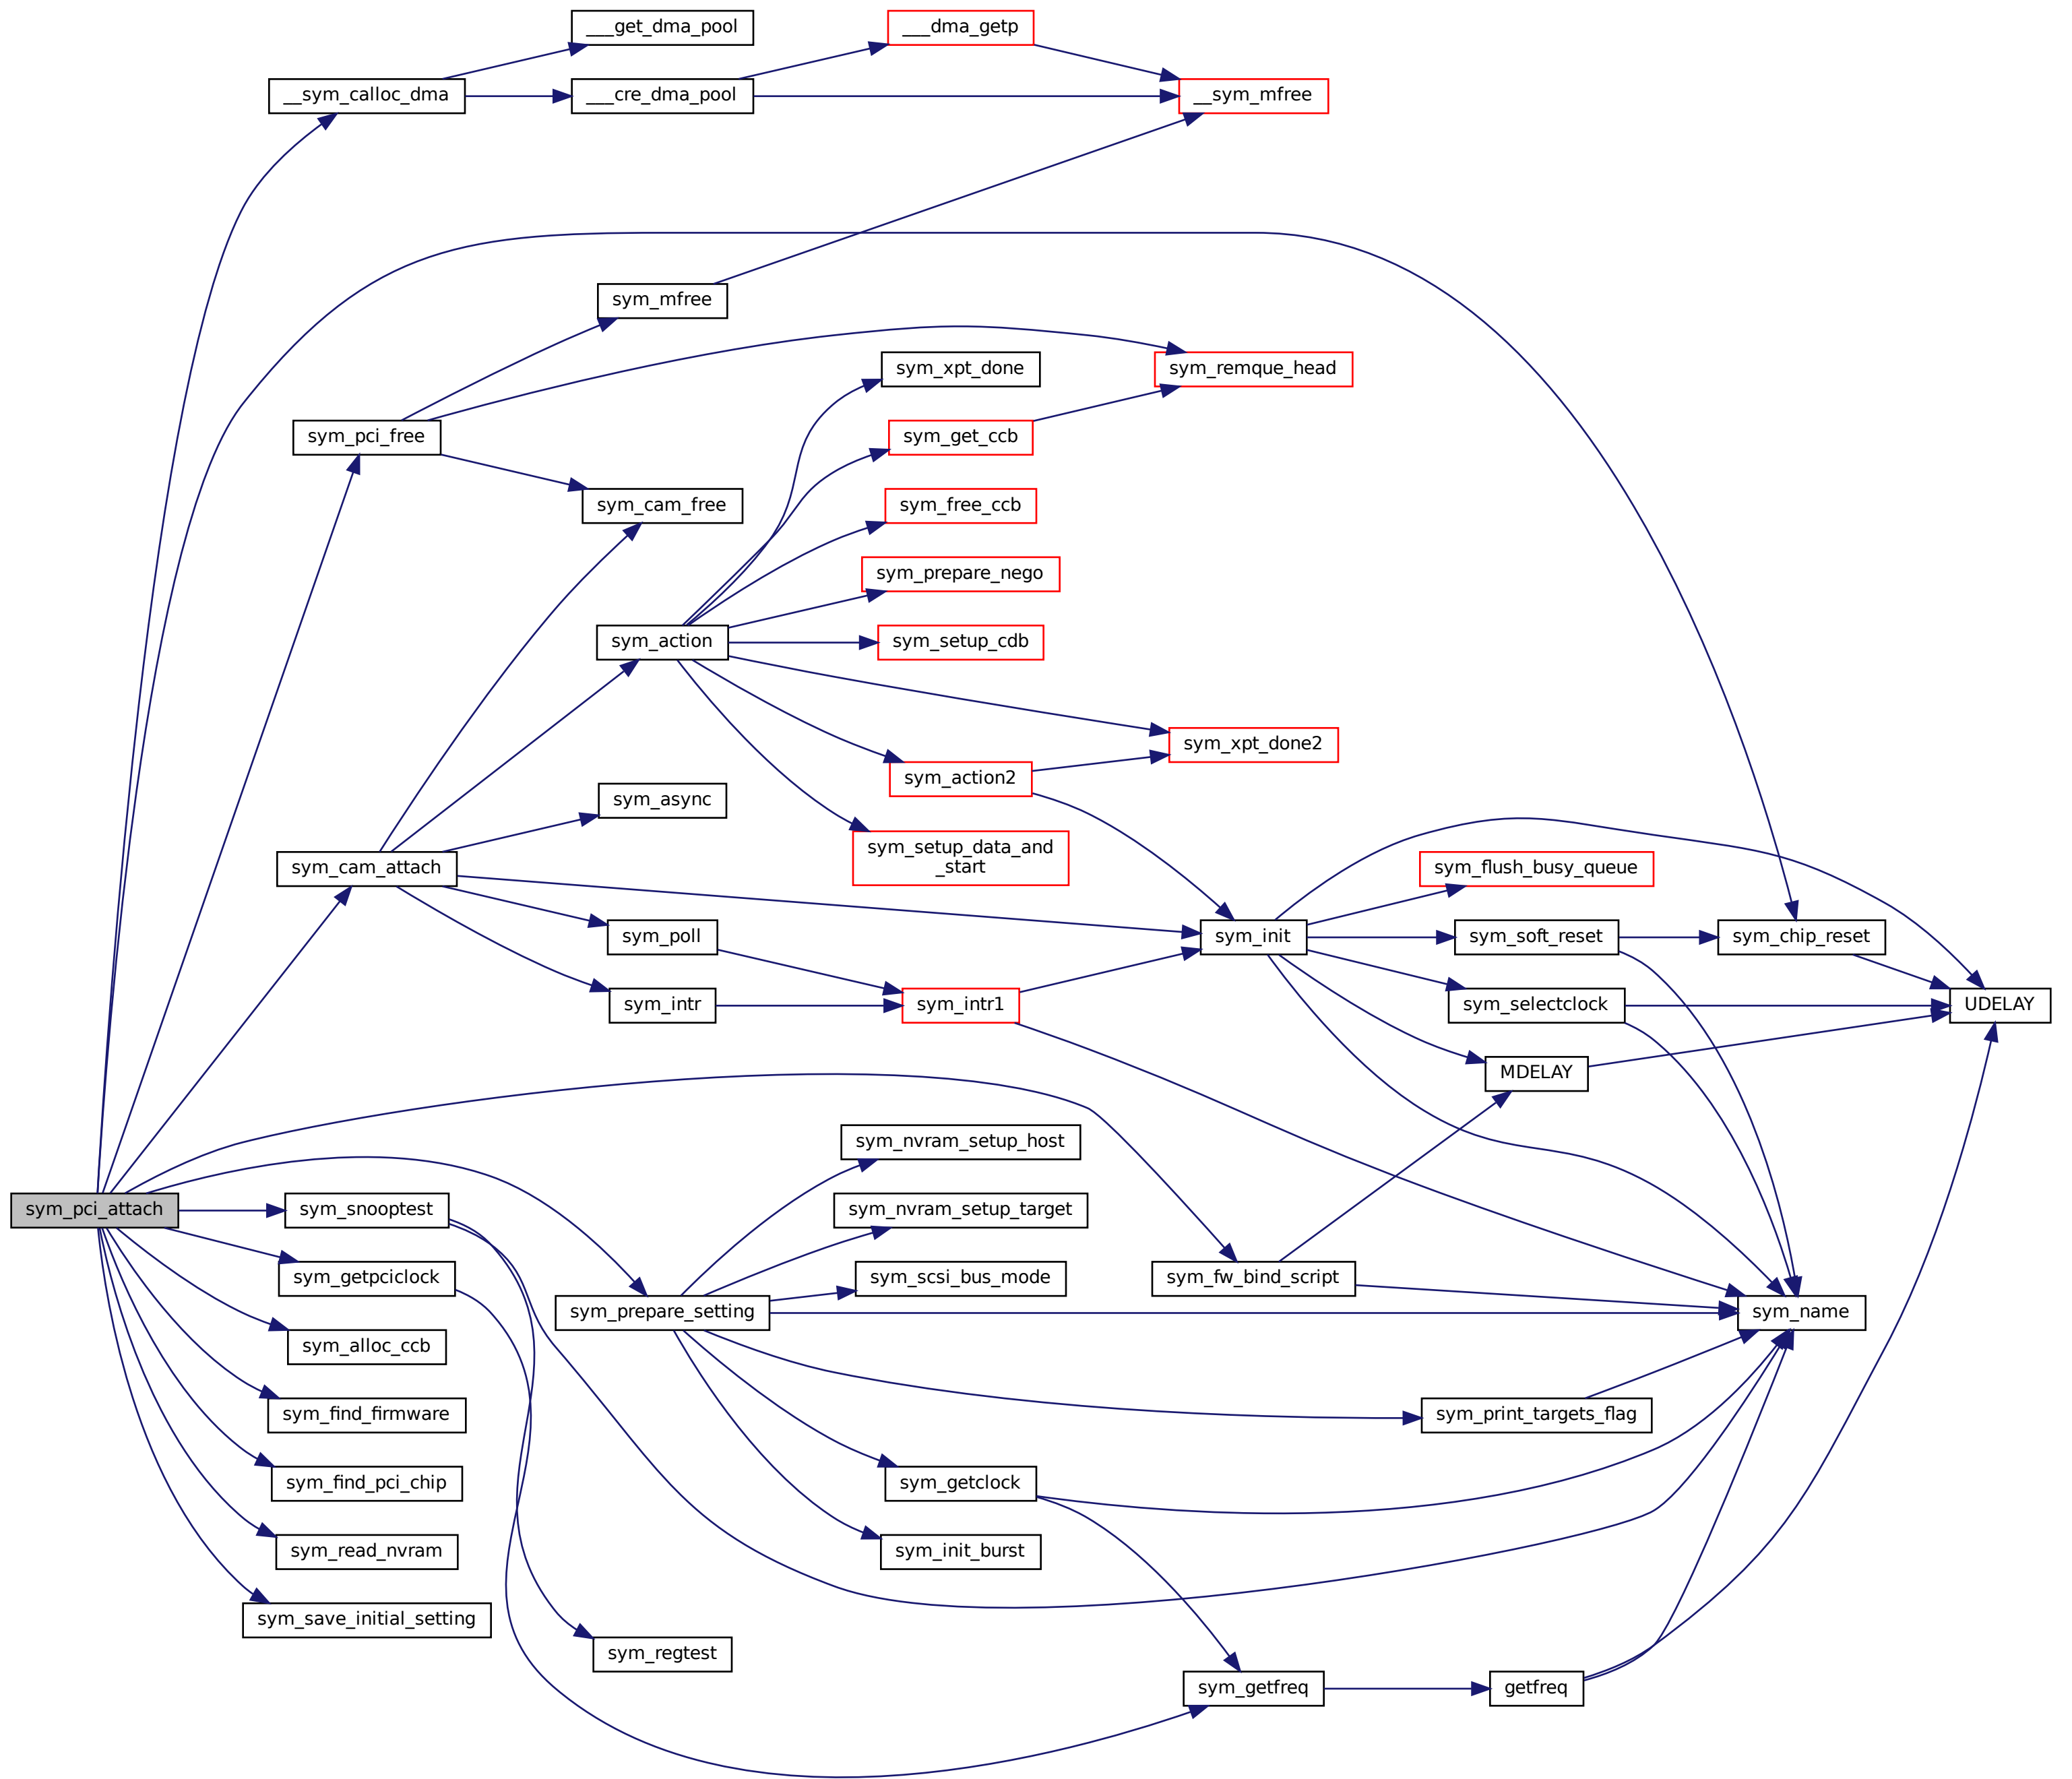 ___get_dma_pool
___dma_getp
__sym_calloc_dma
___cre_dma_pool
__sym_mfree
sym_mfree
sym_xpt_done
sym_remque_head
sym_pci_free
sym_get_ccb
sym_cam_free
sym_free_ccb
sym_prepare_nego
sym_action
sym_setup_cdb
sym_xpt_done2
sym_action2
sym_async
sym_setup_data_and
_start
sym_cam_attach
sym_flush_busy_queue
sym_poll
sym_init
sym_soft_reset
sym_chip_reset
sym_intr
sym_intr1
sym_selectclock
UDELAY
MDELAY
sym_nvram_setup_host
sym_pci_attach
sym_snooptest
sym_nvram_setup_target
sym_getpciclock
sym_scsi_bus_mode
sym_fw_bind_script
sym_prepare_setting
sym_name
sym_alloc_ccb
sym_find_firmware
sym_print_targets_flag
sym_find_pci_chip
sym_getclock
sym_read_nvram
sym_init_burst
sym_save_initial_setting
sym_regtest
sym_getfreq
getfreq